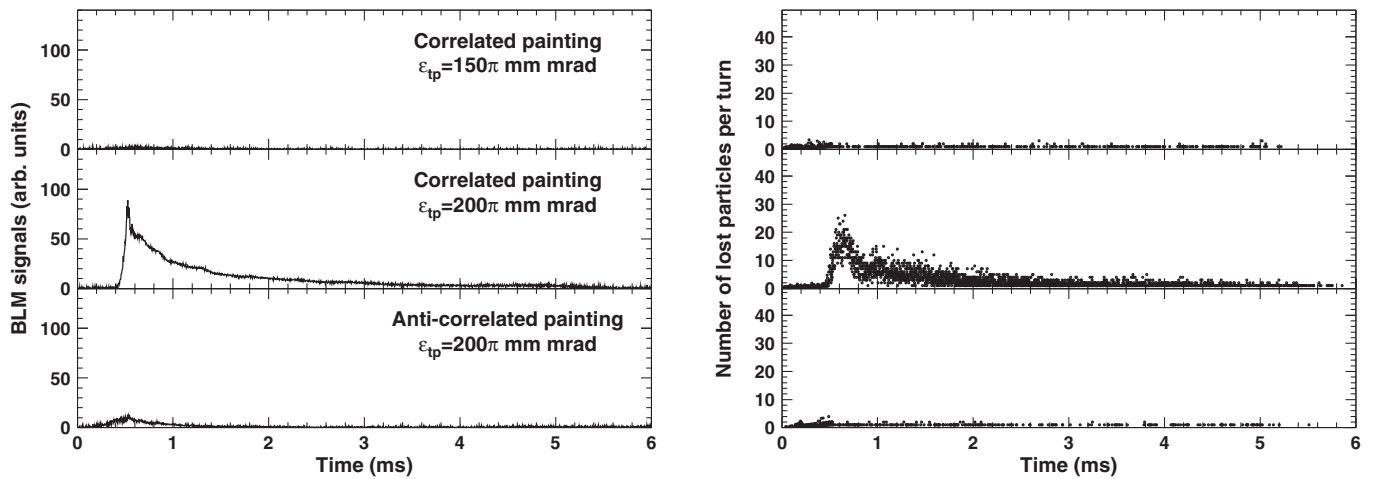 BLM signals (arb. units)
100
50
0
Correlated painting
εtp=150π mm mrad
100
50
0
Correlated painting
εtp=200π mm mrad
100
50
0
Anti-correlated painting
εtp=200π mm mrad
0 1 2 3 4 5 6
Time (ms)
Number of lost particles per turn
40
30
20
10
0
40
30
20
10
0
40
30
20
10
0
0 1 2 3 4 5 6
Time (ms)